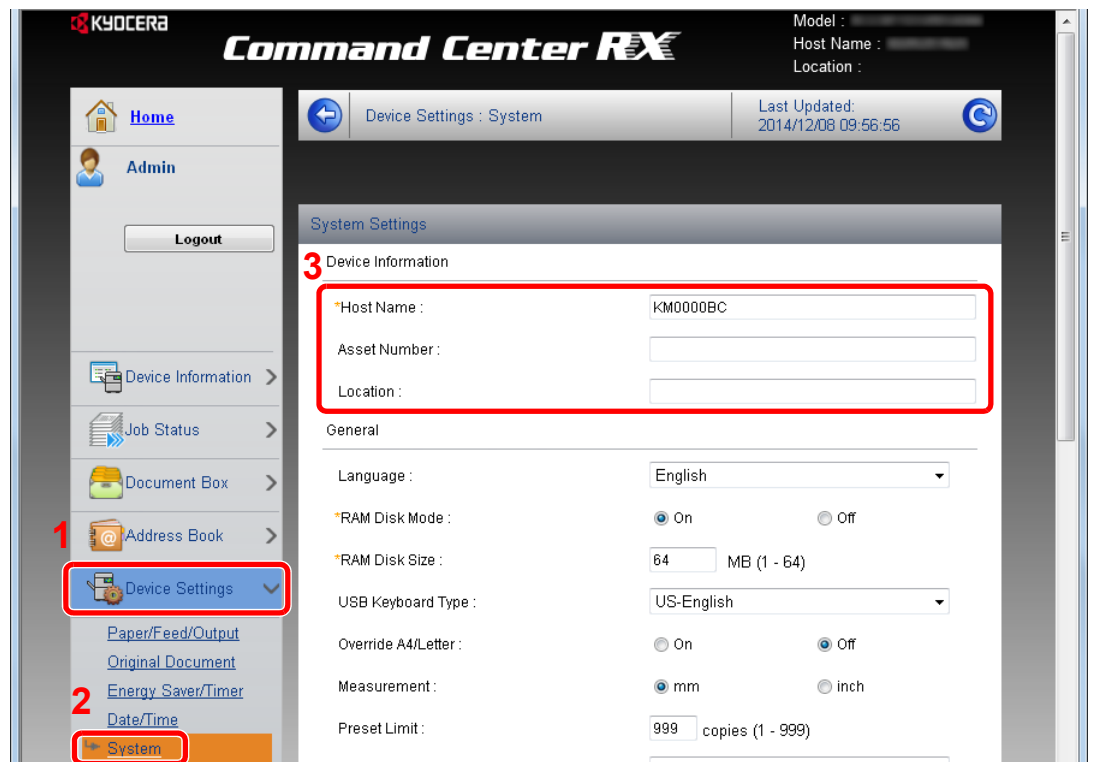 KYOCERA
Command Center RX
Model :
Host Name :
Location :
Home
Device Settings : System
Last Updated:
2014/12/08 09:56:56
Admin
Logout
System Settings
3
Device Information
*Host Name : KM0000BC
Asset Number :
Location :
Device Information
Job Status
General
Language : English
Document Box
*RAM Disk Mode : On Off
1
Address Book
*RAM Disk Size : 64 MB (1 - 64)
Device Settings
USB Keyboard Type : US-English
Paper/Feed/Output
Override A4/Letter : On Off
Original Document
Measurement : mm inch
2
Energy Saver/Timer
Date/Time
Preset Limit : 999 copies (1 - 999)
System